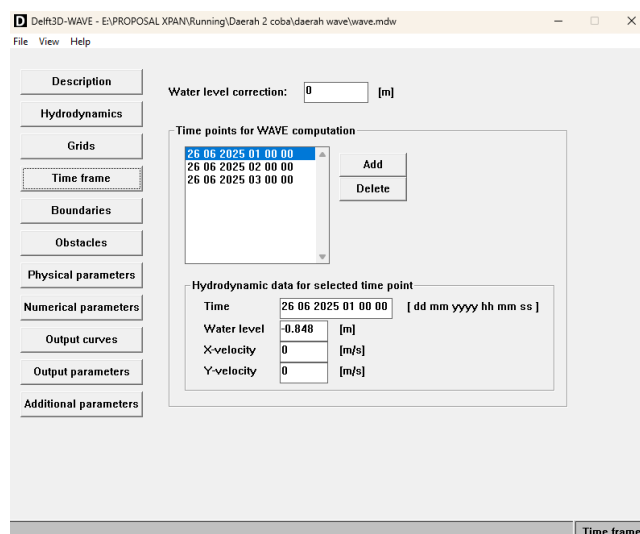 D Delft3D-WAVE - E:\PROPOSAL XPAN\Running\Daerah 2 coba\daerah wave\wave.mdw
File View Help
Description
Hydrodynamics
Grids
Time frame
Boundaries
Obstacles
Physical parameters
Numerical parameters
Output curves
Output parameters
Additional parameters
Water level correction: 0 [m]
Time points for WAVE computation
26 06 2025 01 00 00
26 06 2025 02 00 00
26 06 2025 03 00 00
Add
Delete
Hydrodynamic data for selected time point
Time 26 06 2025 01 00 00 [ dd mm yyyy hh mm ss ]
Water level -0.848 [m]
X-velocity 0 [m/s]
Y-velocity 0 [m/s]
Time frame